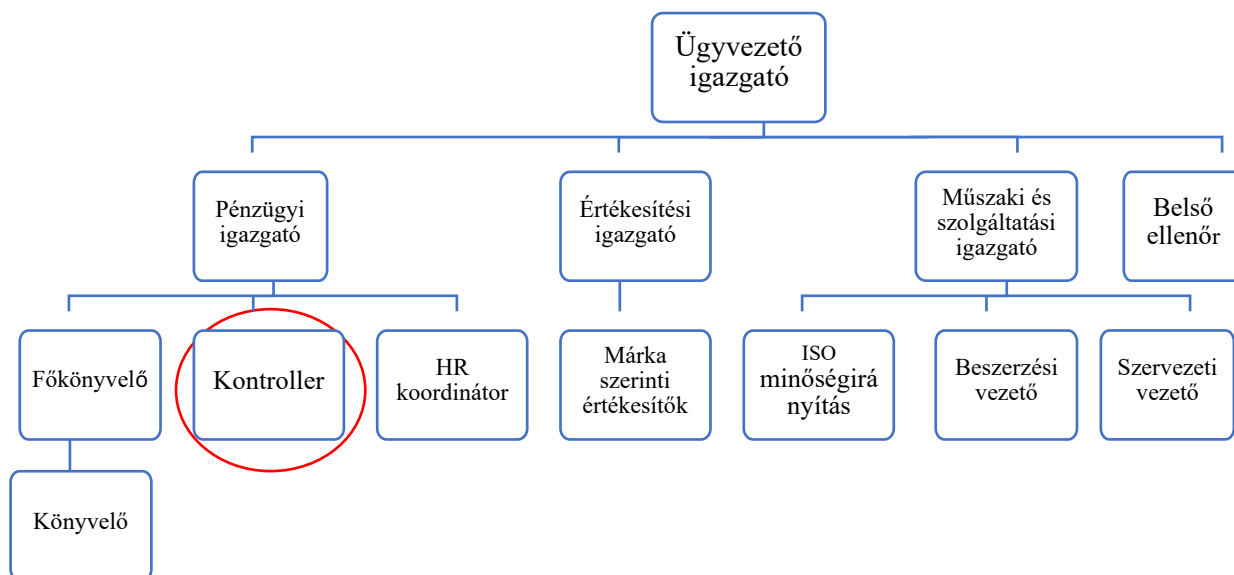 Ügyvezető
igazgató
Pénzügyi
igazgató
Értékesítési
igazgató
Műszaki és
szolgáltatási
igazgató
Belső
ellenőr
Főkönyvelő
Kontroller
HR
koordinátor
Márka
szerinti
értékesítők
ISO
minőségirá
nyítás
Beszerzési
vezető
Szervezeti
vezető
Könyvelő